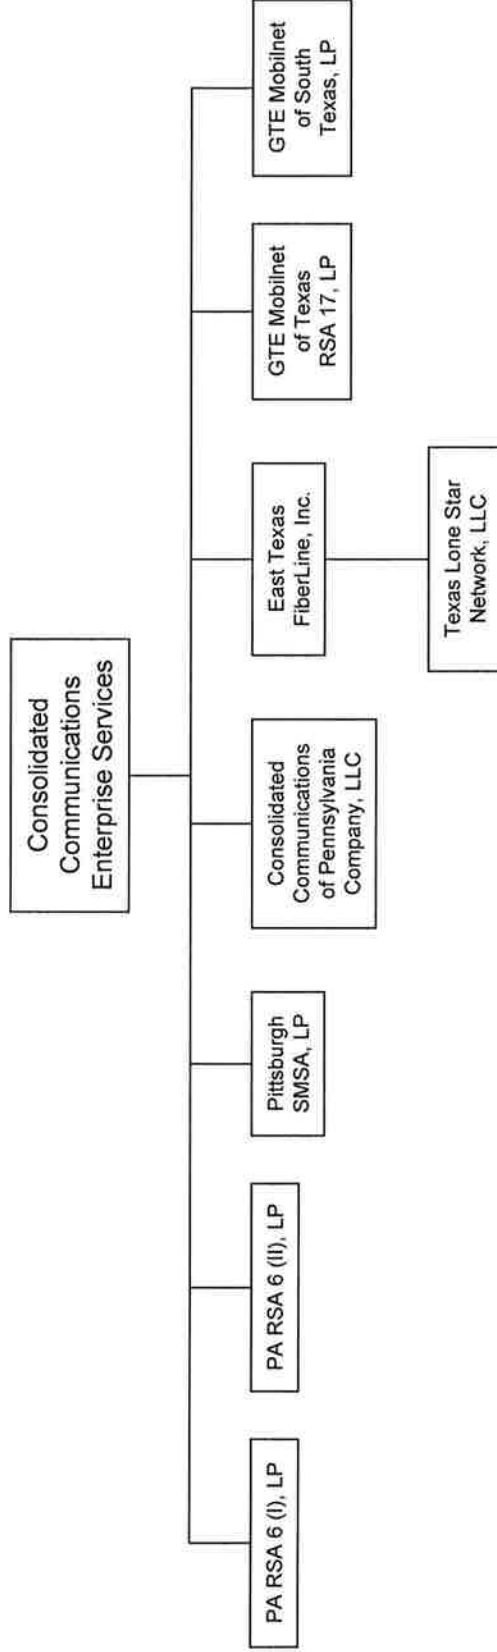 Consolidated
Communications
Enterprise Services
PA RSA 6 (I), LP
PA RSA 6 (II), LP
Pittsburgh
SMSA, LP
Consolidated
Communications
of Pennsylvania
Company, LLC
East Texas
FiberLine, Inc.
GTE Mobilnet
of Texas
RSA 17, LP
GTE Mobilnet
of South
Texas, LP
Texas Lone Star
Network, LLC